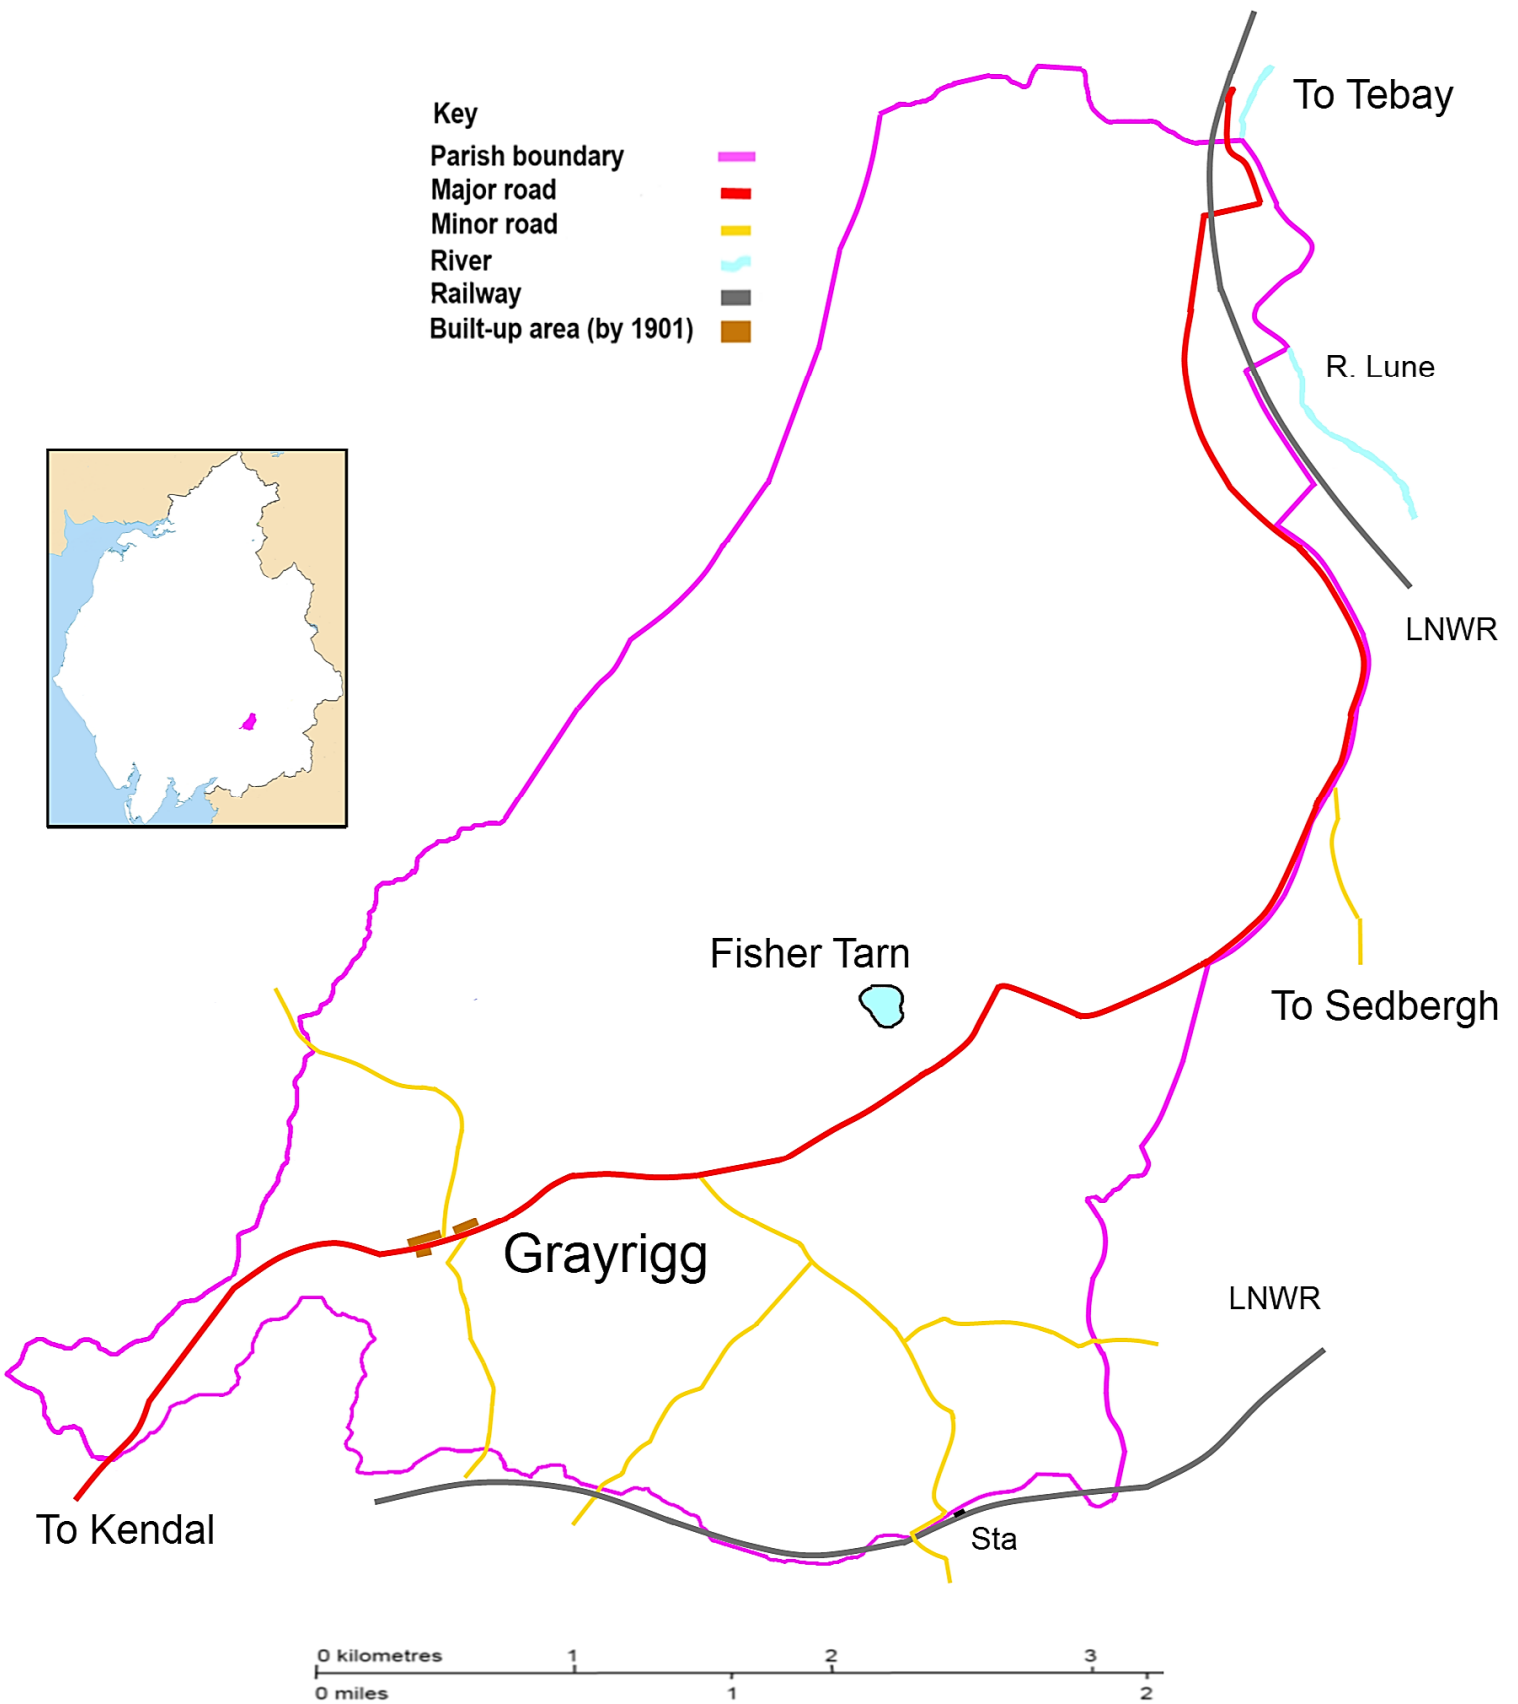 To Tebay
Key
Parish boundary
Major road
Minor road
River
Railway
Built-up area (by 1901)
R. Lune
LNWR
Fisher Tarn
To Sedbergh
Grayrigg
LNWR
To Kendal
Sta
0 kilometres 1 2 3
0 miles 1 2